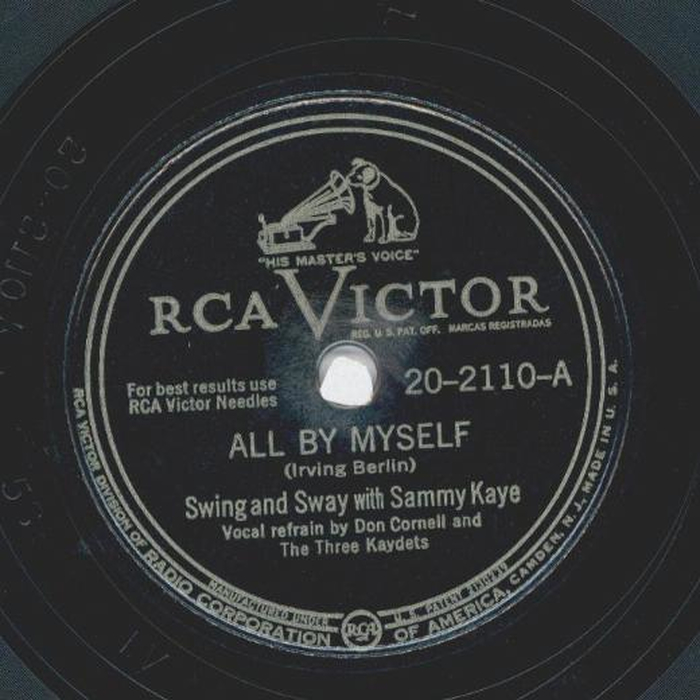 "HIS MASTER'S VOICE"
RCA VICTOR
REG. U. S. PAT. OFF. MARCAS REGISTRADAS
For best results use
RCA Victor Needles
20-2110-A
ALL BY MYSELF
(Irving Berlin)
Swing and Sway with Sammy Kaye
Vocal refrain by Don Cornell and
The Three Kaydets
RCA VICTOR DIVISION OF RADIO CORPORATION OF AMERICA, CAMDEN, N. J. MADE IN U. S. A.
MANUFACTURED UNDER U. S. PATENT
RCA